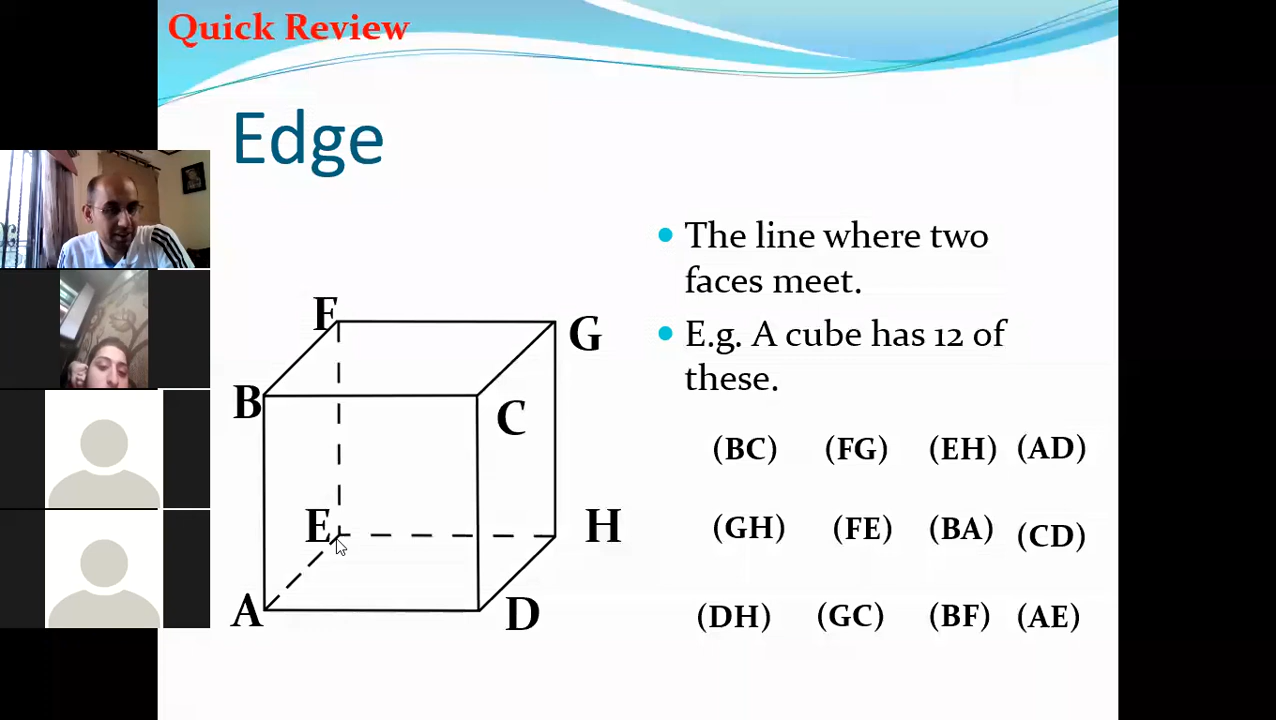 Quick Review
Edge
The line where two
faces meet.
E.g. A cube has 12 of
these.
F
G
B
C
E
H
A
D
(BC) (FG) (EH) (AD)
(GH) (FE) (BA) (CD)
(DH) (GC) (BF) (AE)